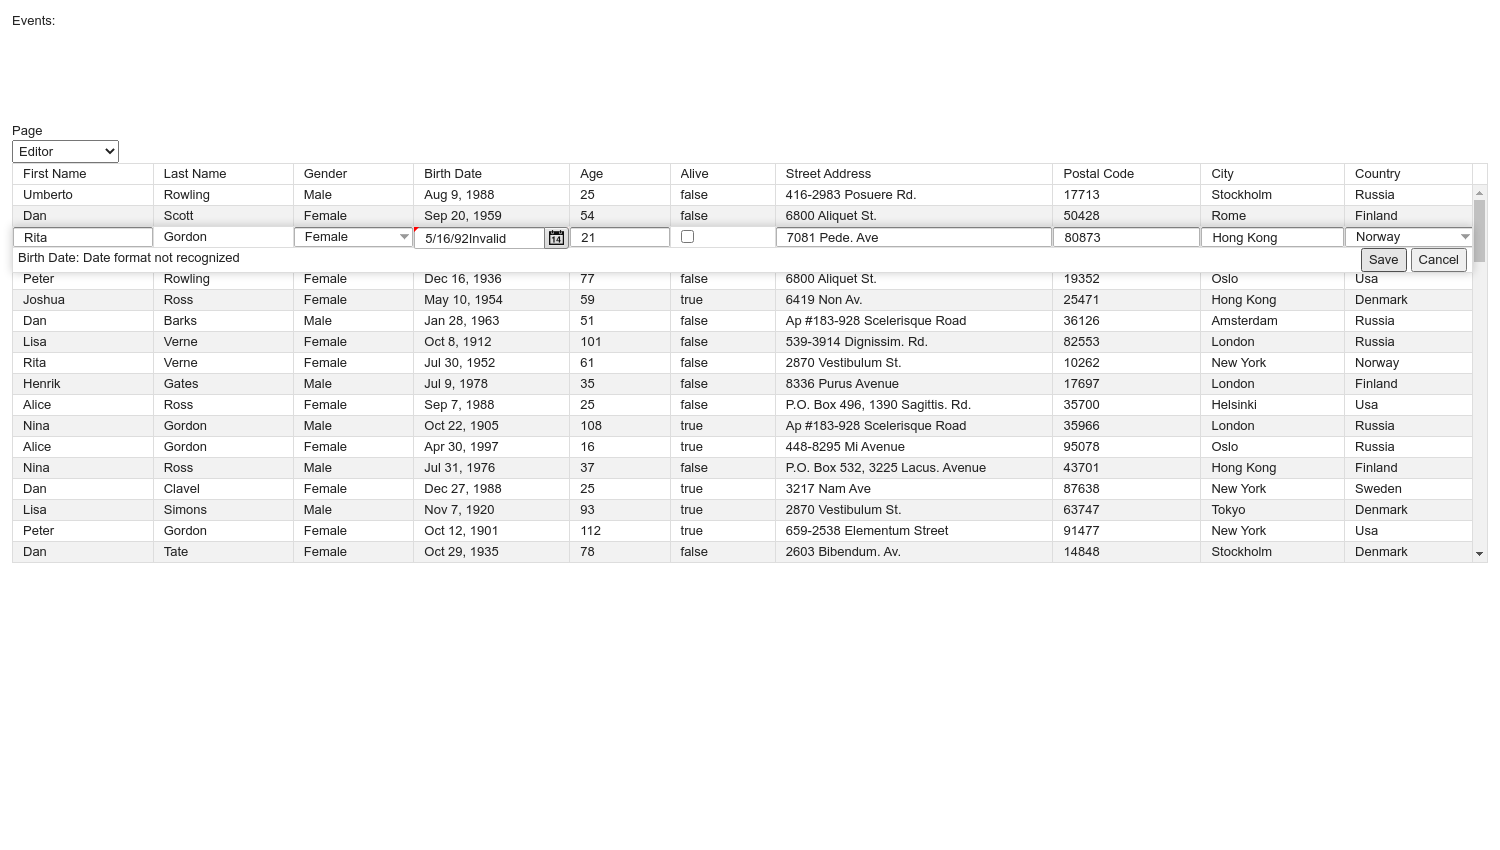 Events:
Page
Editor
First Name Last Name Gender Birth Date Age Alive Street Address Postal Code City Country
Umberto Rowling Male Aug 9, 1988 25 false 416-2983 Posuere Rd. 17713 Stockholm Russia
Dan Scott Female Sep 20, 1959 54 false 6800 Aliquet St. 50428 Rome Finland
Rita Gordon Female 5/16/92Invalid 14 21 7081 Pede. Ave 80873 Hong Kong Norway
Birth Date: Date format not recognized Save Cancel
Peter Rowling Female Dec 16, 1936 77 false 6800 Aliquet St. 19352 Oslo Usa
Joshua Ross Female May 10, 1954 59 true 6419 Non Av. 25471 Hong Kong Denmark
Dan Barks Male Jan 28, 1963 51 false Ap #183-928 Scelerisque Road 36126 Amsterdam Russia
Lisa Verne Female Oct 8, 1912 101 false 539-3914 Dignissim. Rd. 82553 London Russia
Rita Verne Female Jul 30, 1952 61 false 2870 Vestibulum St. 10262 New York Norway
Henrik Gates Male Jul 9, 1978 35 false 8336 Purus Avenue 17697 London Finland
Alice Ross Female Sep 7, 1988 25 false P.O. Box 496, 1390 Sagittis. Rd. 35700 Helsinki Usa
Nina Gordon Male Oct 22, 1905 108 true Ap #183-928 Scelerisque Road 35966 London Russia
Alice Gordon Female Apr 30, 1997 16 true 448-8295 Mi Avenue 95078 Oslo Russia
Nina Ross Male Jul 31, 1976 37 false P.O. Box 532, 3225 Lacus. Avenue 43701 Hong Kong Finland
Dan Clavel Female Dec 27, 1988 25 true 3217 Nam Ave 87638 New York Sweden
Lisa Simons Male Nov 7, 1920 93 true 2870 Vestibulum St. 63747 Tokyo Denmark
Peter Gordon Female Oct 12, 1901 112 true 659-2538 Elementum Street 91477 New York Usa
Dan Tate Female Oct 29, 1935 78 false 2603 Bibendum. Av. 14848 Stockholm Denmark